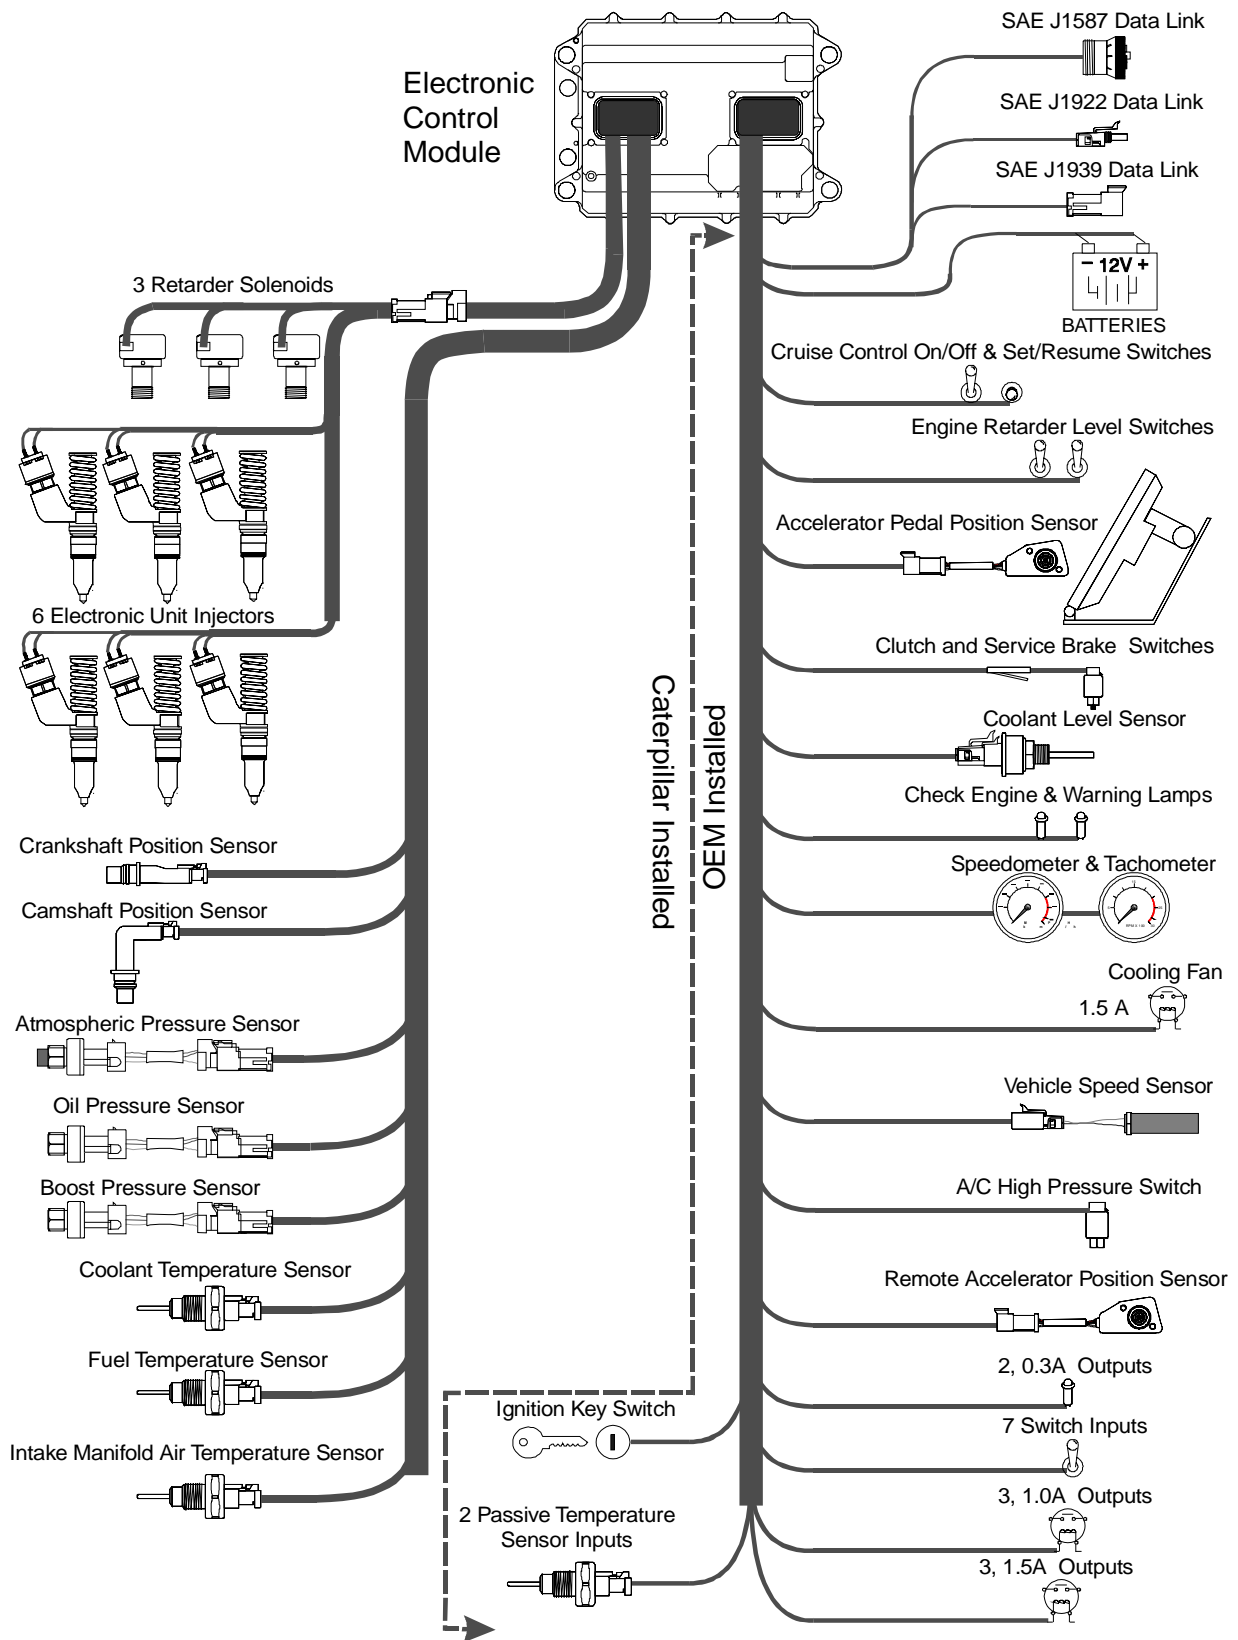 SAE J1587 Data Link
Electronic
Control
Module
SAE J1922 Data Link
SAE J1939 Data Link
3 Retarder Solenoids
− 12V +
BATTERIES
Cruise Control On/Off & Set/Resume Switches
Engine Retarder Level Switches
Accelerator Pedal Position Sensor
6 Electronic Unit Injectors
Clutch and Service Brake Switches
Caterpillar Installed
OEM Installed
Coolant Level Sensor
Check Engine & Warning Lamps
Crankshaft Position Sensor
Speedometer & Tachometer
Camshaft Position Sensor
Cooling Fan
1.5 A
Atmospheric Pressure Sensor
Vehicle Speed Sensor
Oil Pressure Sensor
Boost Pressure Sensor
A/C High Pressure Switch
Coolant Temperature Sensor
Remote Accelerator Position Sensor
Fuel Temperature Sensor
2, 0.3A Outputs
Ignition Key Switch
7 Switch Inputs
Intake Manifold Air Temperature Sensor
3, 1.0A Outputs
2 Passive Temperature
Sensor Inputs
3, 1.5A Outputs